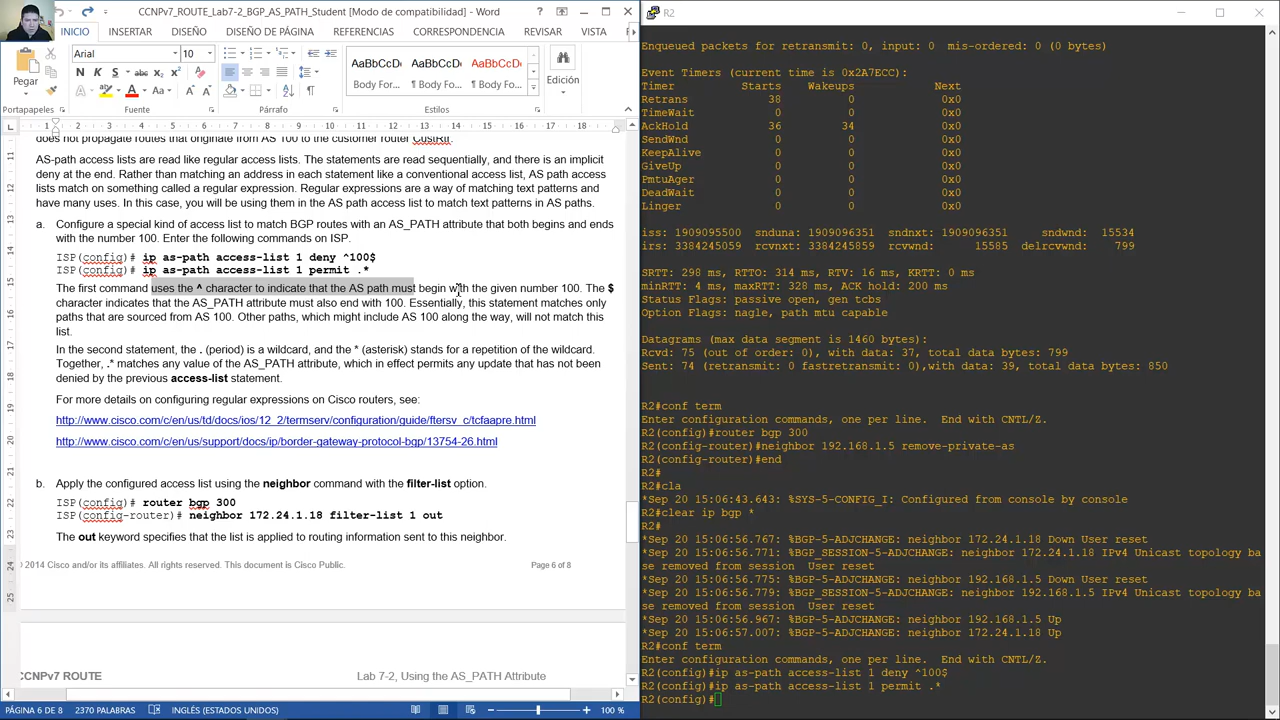 CCNPv7_ROUTE_Lab7-2_BGP_AS_PATH_Student [Modo de compatibilidad] - Word
INICIO INSERTAR DISEÑO DISEÑO DE PÁGINA REFERENCIAS CORRESPONDENCIA REVISAR VISTA
Pegar
Arial 10
N K S abc x₂ x²
AaBbCcDc AaBbCcDc AaBbCcDc
Body For... ¶ Body For... ¶ Body For...
Edición
Portapapeles Fuente Párrafo Estilos
1 1 2 3 4 5 6 7 8 9 10 11 12 13 14 15 16 17 18
does not propagate routes that originate from AS 100 to the customer router CustRtr.
AS-path access lists are read like regular access lists. The statements are read sequentially, and there is an implicit
deny at the end. Rather than matching an address in each statement like a conventional access list, AS path access
lists match on something called a regular expression. Regular expressions are a way of matching text patterns and
have many uses. In this case, you will be using them in the AS path access list to match text patterns in AS paths.
a. Configure a special kind of access list to match BGP routes with an AS_PATH attribute that both begins and ends
with the number 100. Enter the following commands on ISP.
ISP(config)# ip as-path access-list 1 deny ^100$
ISP(config)# ip as-path access-list 1 permit .*
The first command uses the ^ character to indicate that the AS path must begin with the given number 100. The $
character indicates that the AS_PATH attribute must also end with 100. Essentially, this statement matches only
paths that are sourced from AS 100. Other paths, which might include AS 100 along the way, will not match this
list.
In the second statement, the . (period) is a wildcard, and the * (asterisk) stands for a repetition of the wildcard.
Together, .* matches any value of the AS_PATH attribute, which in effect permits any update that has not been
denied by the previous access-list statement.
For more details on configuring regular expressions on Cisco routers, see:
http://www.cisco.com/c/en/us/td/docs/ios/12_2/termserv/configuration/guide/ftersv_c/tcfaapre.html
http://www.cisco.com/c/en/us/support/docs/ip/border-gateway-protocol-bgp/13754-26.html
b. Apply the configured access list using the neighbor command with the filter-list option.
ISP(config)# router bgp 300
ISP(config-router)# neighbor 172.24.1.18 filter-list 1 out
The out keyword specifies that the list is applied to routing information sent to this neighbor.
© 2014 Cisco and/or its affiliates. All rights reserved. This document is Cisco Public. Page 6 of 8
CCNPv7 ROUTE Lab 7-2, Using the AS_PATH Attribute
PÁGINA 6 DE 8 2370 PALABRAS INGLÉS (ESTADOS UNIDOS) 100 %
R2
Enqueued packets for retransmit: 0, input: 0 mis-ordered: 0 (0 bytes)
Event Timers (current time is 0x2A7ECC):
Timer Starts Wakeups Next
Retrans 38 0 0x0
TimeWait 0 0 0x0
AckHold 36 34 0x0
SendWnd 0 0 0x0
KeepAlive 0 0 0x0
GiveUp 0 0 0x0
PmtuAger 0 0 0x0
DeadWait 0 0 0x0
Linger 0 0 0x0
iss: 1909095500 snduna: 1909096351 sndnxt: 1909096351 sndwnd: 15534
irs: 3384245059 rcvnxt: 3384245859 rcvwnd: 15585 delrcvwnd: 799
SRTT: 298 ms, RTTO: 314 ms, RTV: 16 ms, KRTT: 0 ms
minRTT: 4 ms, maxRTT: 328 ms, ACK hold: 200 ms
Status Flags: passive open, gen tcbs
Option Flags: nagle, path mtu capable
Datagrams (max data segment is 1460 bytes):
Rcvd: 75 (out of order: 0), with data: 37, total data bytes: 799
Sent: 74 (retransmit: 0 fastretransmit: 0),with data: 39, total data bytes: 850
R2#conf term
Enter configuration commands, one per line. End with CNTL/Z.
R2(config)#router bgp 300
R2(config-router)#neighbor 192.168.1.5 remove-private-as
R2(config-router)#end
R2#
R2#cla
*Sep 20 15:06:43.643: %SYS-5-CONFIG_I: Configured from console by console
R2#clear ip bgp *
R2#
*Sep 20 15:06:56.767: %BGP-5-ADJCHANGE: neighbor 172.24.1.18 Down User reset
*Sep 20 15:06:56.771: %BGP_SESSION-5-ADJCHANGE: neighbor 172.24.1.18 IPv4 Unicast topology ba
se removed from session User reset
*Sep 20 15:06:56.775: %BGP-5-ADJCHANGE: neighbor 192.168.1.5 Down User reset
*Sep 20 15:06:56.779: %BGP_SESSION-5-ADJCHANGE: neighbor 192.168.1.5 IPv4 Unicast topology ba
se removed from session User reset
*Sep 20 15:06:56.967: %BGP-5-ADJCHANGE: neighbor 192.168.1.5 Up
*Sep 20 15:06:57.007: %BGP-5-ADJCHANGE: neighbor 172.24.1.18 Up
R2#conf term
Enter configuration commands, one per line. End with CNTL/Z.
R2(config)#ip as-path access-list 1 deny ^100$
R2(config)#ip as-path access-list 1 permit .*
R2(config)#